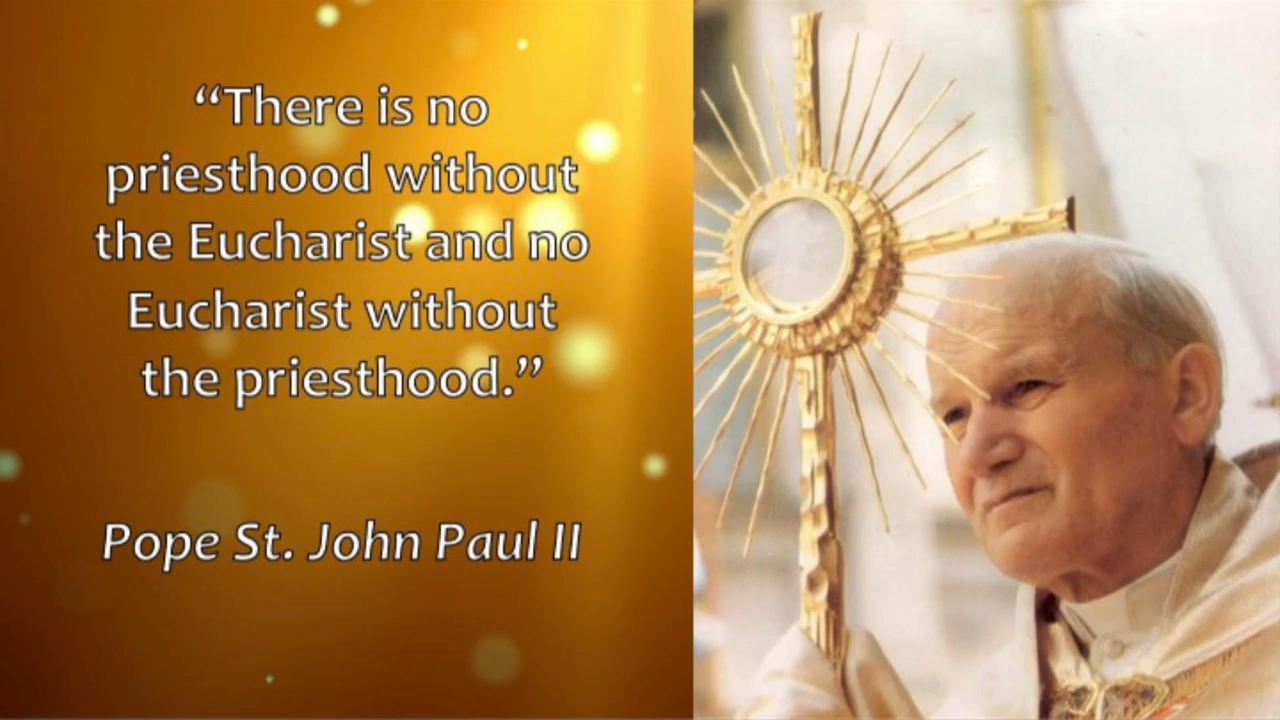 “There is no
priesthood without
the Eucharist and no
Eucharist without
the priesthood.”
Pope St. John Paul II